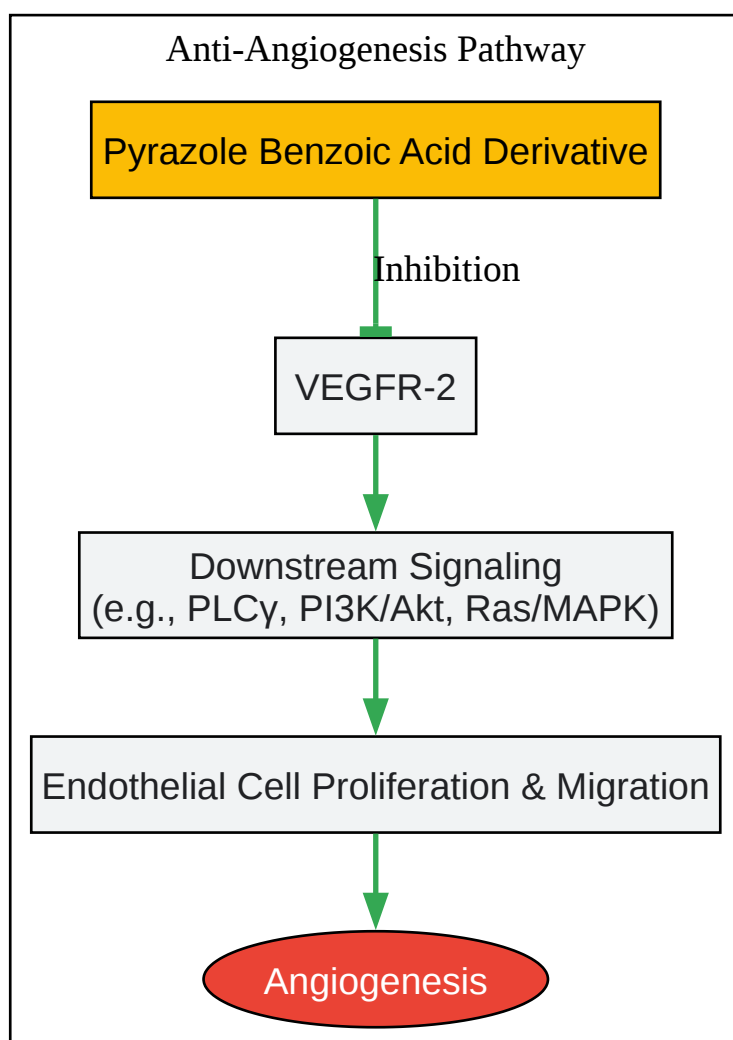 Anti-Angiogenesis Pathway
Pyrazole Benzoic Acid Derivative
Inhibition
VEGFR-2
Downstream Signaling
(e.g., PLCγ, PI3K/Akt, Ras/MAPK)
Endothelial Cell Proliferation & Migration
Angiogenesis